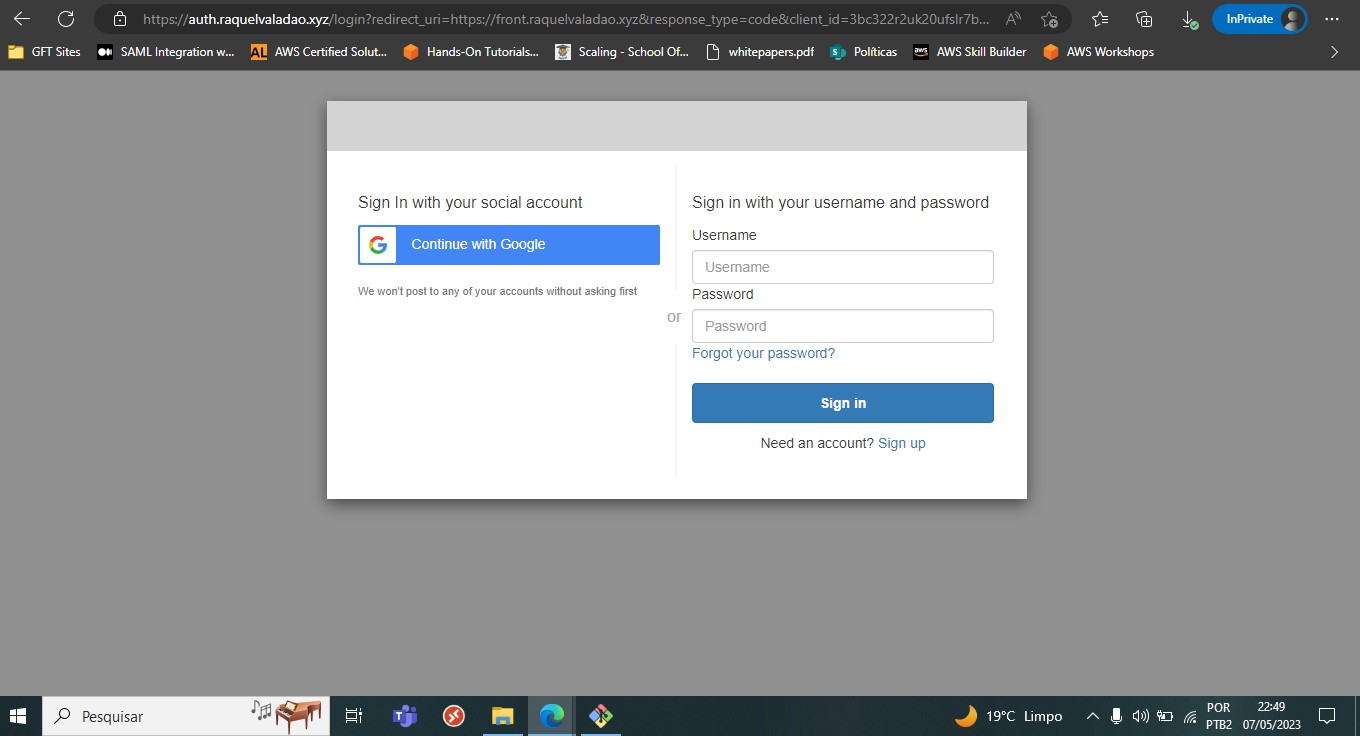 https://auth.raquelvaladao.xyz/login?redirect_uri=https://front.raquelvaladao.xyz&response_type=code&client_id=3bc322r2uk20ufslr7b...
InPrivate
GFT Sites
SAML Integration w...
AWS Certified Solut...
Hands-On Tutorials...
Scaling - School Of...
whitepapers.pdf
Políticas
AWS Skill Builder
AWS Workshops
Sign In with your social account
Continue with Google
We won't post to any of your accounts without asking first
or
Sign in with your username and password
Username
Username
Password
Password
Forgot your password?
Sign in
Need an account? Sign up
Pesquisar
19°C Limpo
POR
PTB2
22:49
07/05/2023